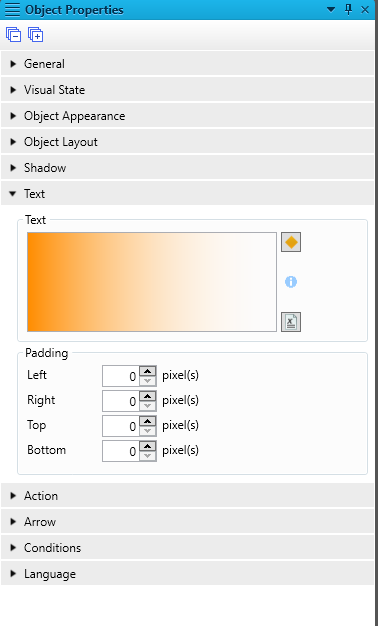 Object Properties
General
Visual State
Object Appearance
Object Layout
Shadow
Text
Text
Padding
Left 0 pixel(s)
Right 0 pixel(s)
Top 0 pixel(s)
Bottom 0 pixel(s)
Action
Arrow
Conditions
Language